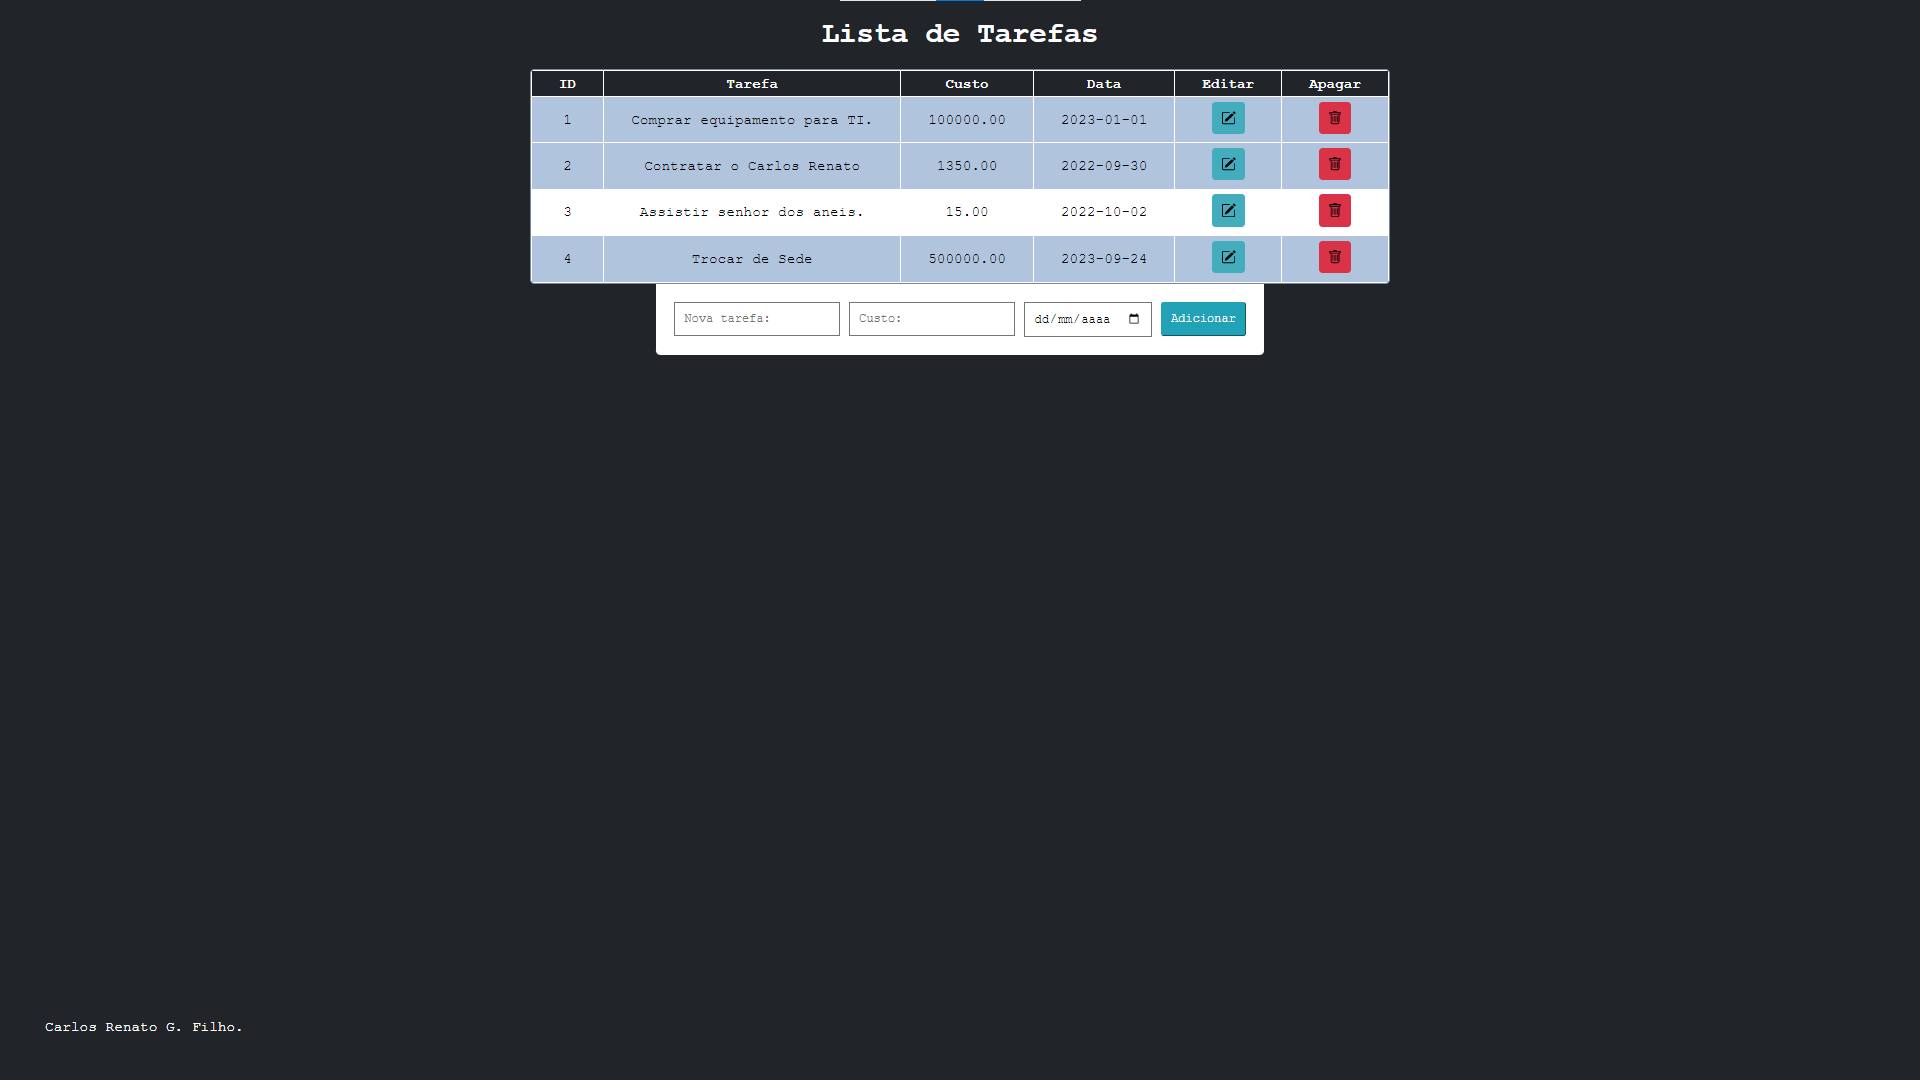 Lista de Tarefas
ID Tarefa Custo Data Editar Apagar
1 Comprar equipamento para TI. 100000.00 2023-01-01
2 Contratar o Carlos Renato 1350.00 2022-09-30
3 Assistir senhor dos aneis. 15.00 2022-10-02
4 Trocar de Sede 500000.00 2023-09-24
Nova tarefa: Custo: dd/mm/aaaa Adicionar
Carlos Renato G. Filho.